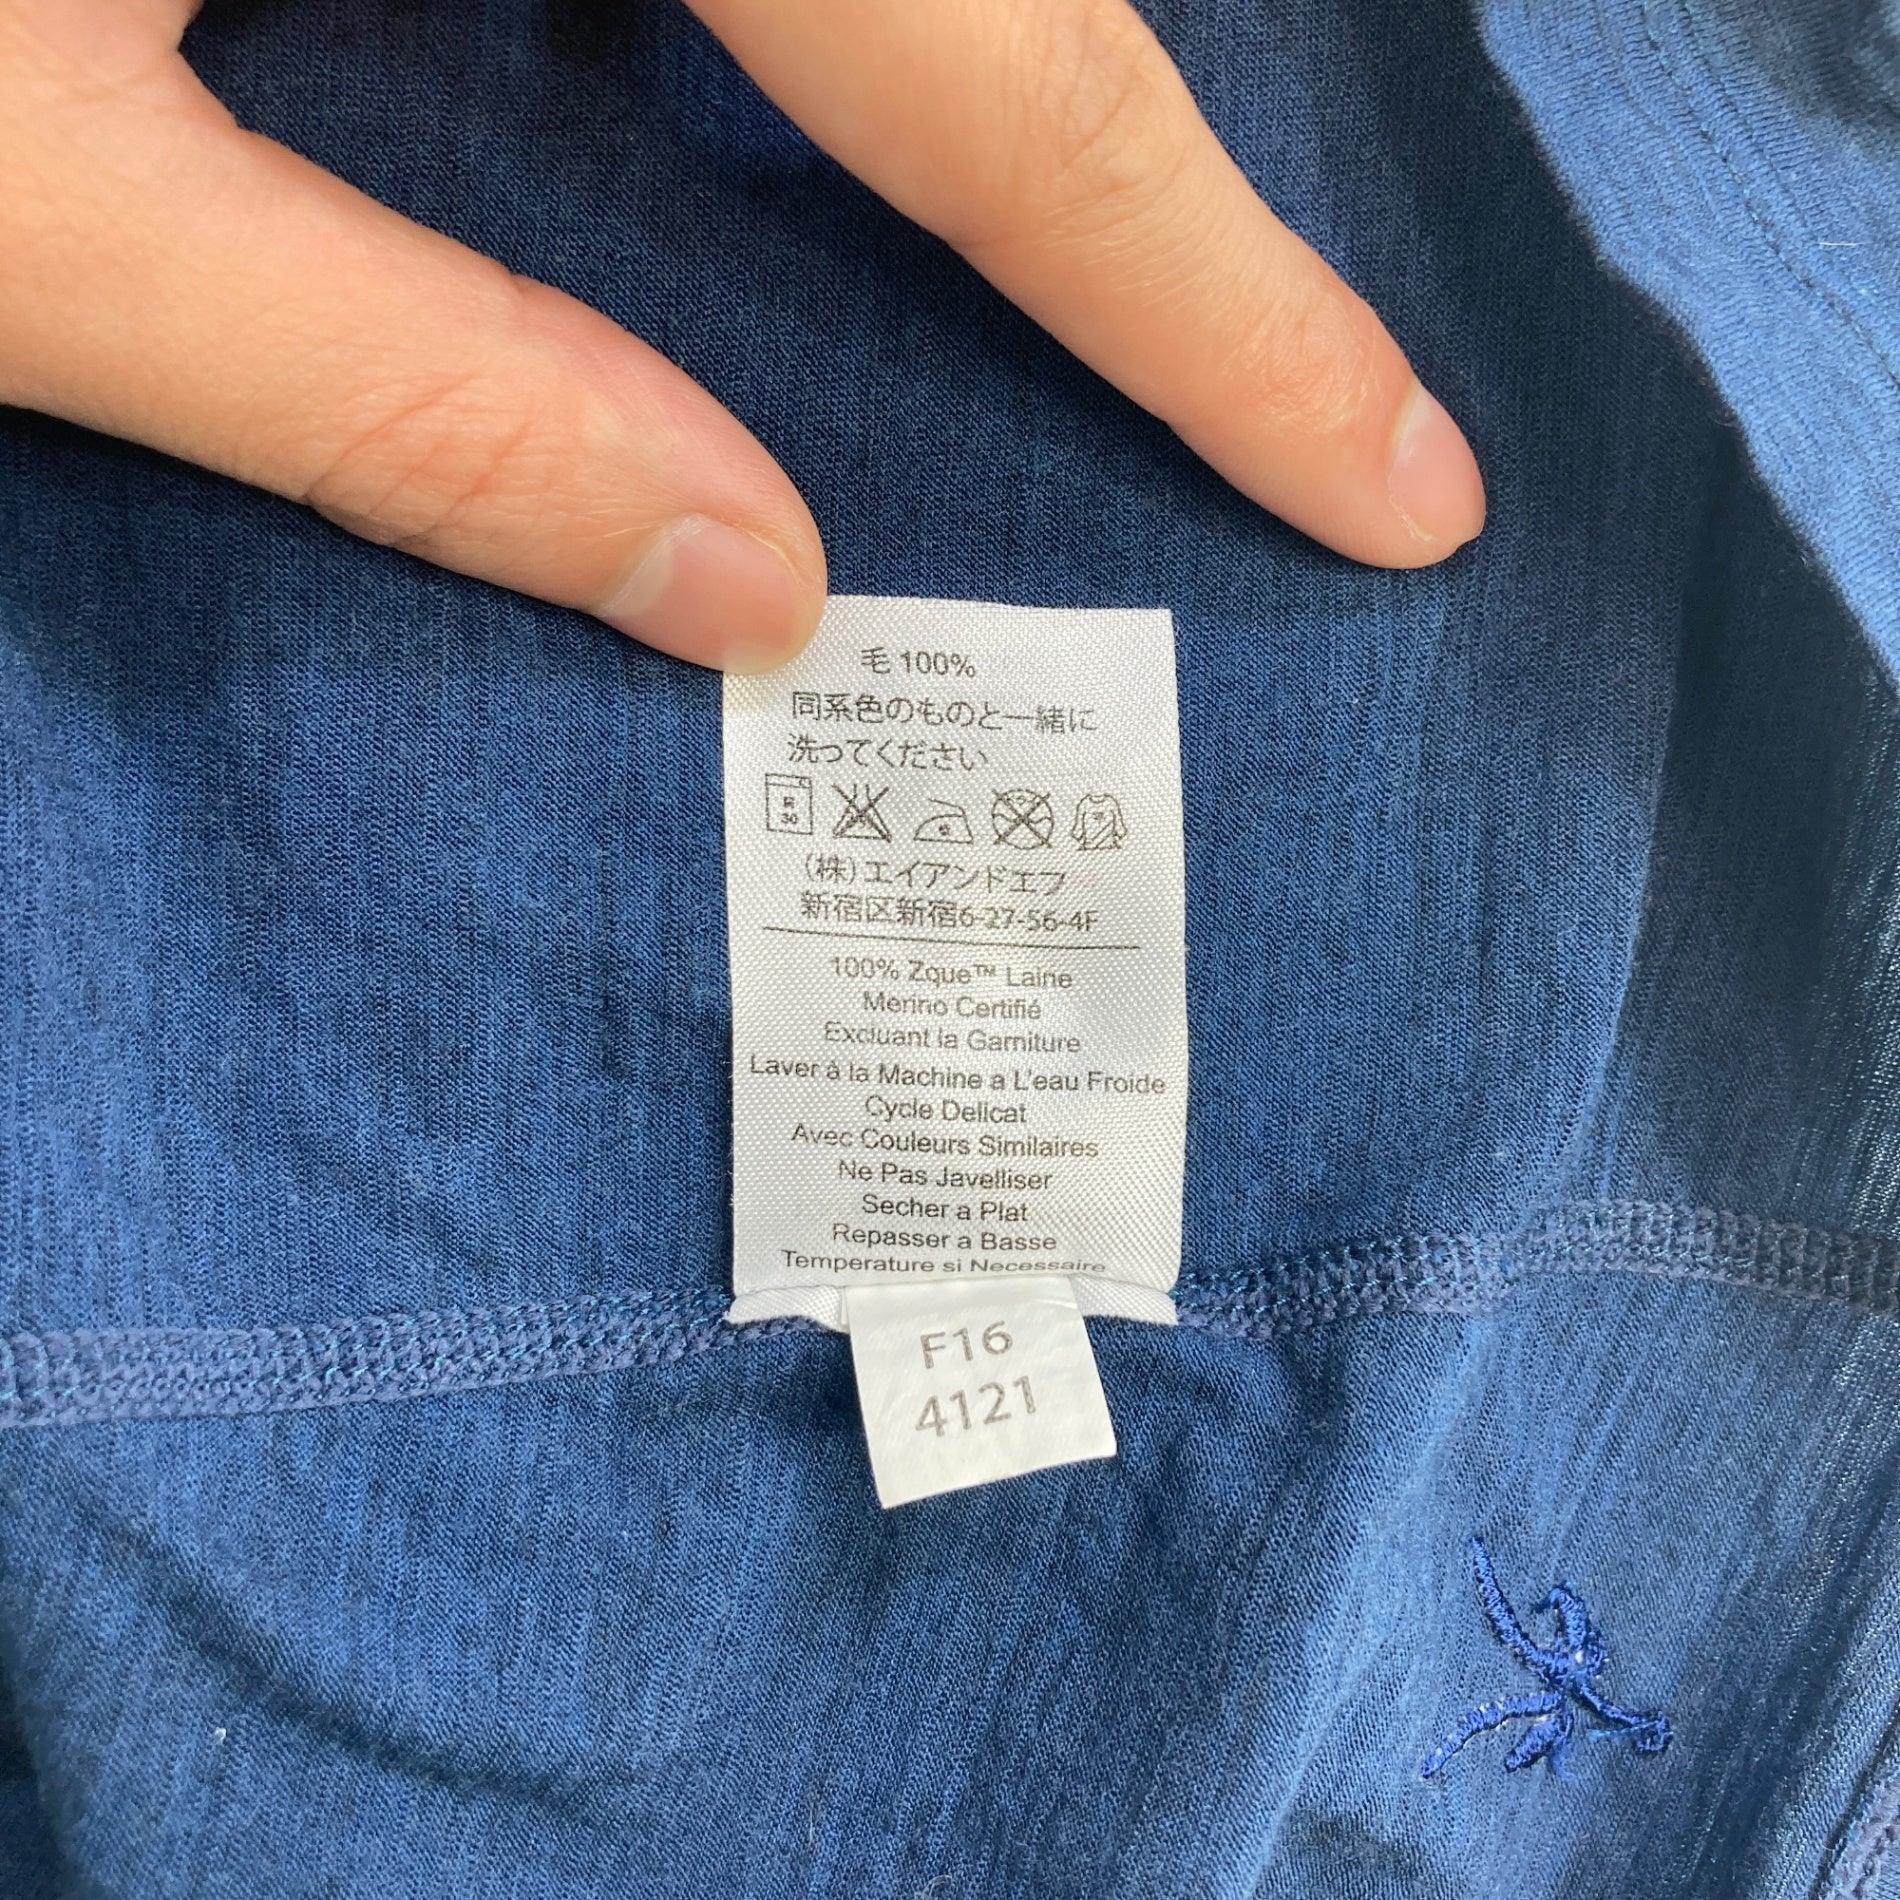 毛 100%
同系色のものと一緒に
洗ってください
(株)エイアンドエフ
新宿区新宿6-27-56-4F
100% Zque™ Laine
Merino Certifié
Excluant la Garniture
Laver à la Machine a L'eau Froide
Cycle Delicat
Avec Couleurs Similaires
Ne Pas Javelliser
Secher a Plat
Repasser a Basse
Temperature si Necessaire
F16
4121